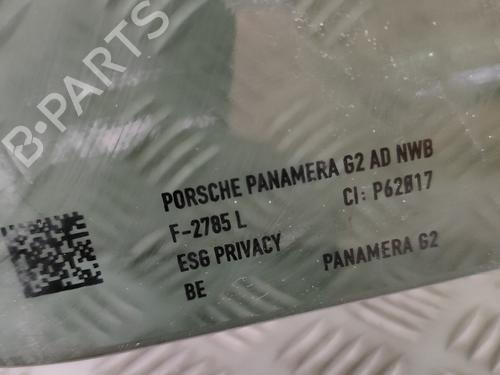 B-PARTS
PORSCHE PANAMERA G2 AD NWB
F-2785 L CI: P62817
ESG PRIVACY PANAMERA G2
BE